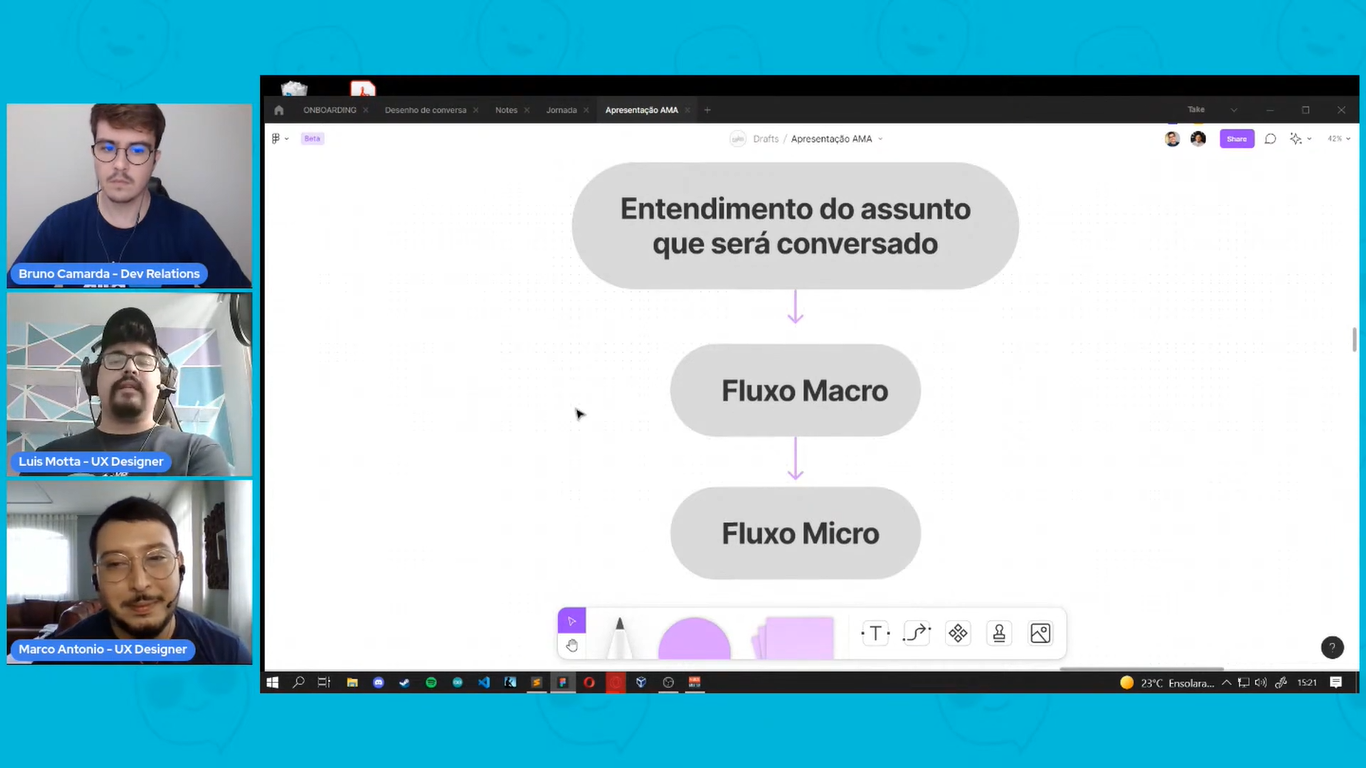 ONBOARDING
Desenho de conversa
Notes
Jornada
Apresentação AMA
Take
Beta
Drafts / Apresentação AMA
Share
42%
Entendimento do assunto
que será conversado
Fluxo Macro
Fluxo Micro
Bruno Camarda - Dev Relations
Luis Motta - UX Designer
Marco Antonio - UX Designer
T
?
23°C Ensolara...
15:21